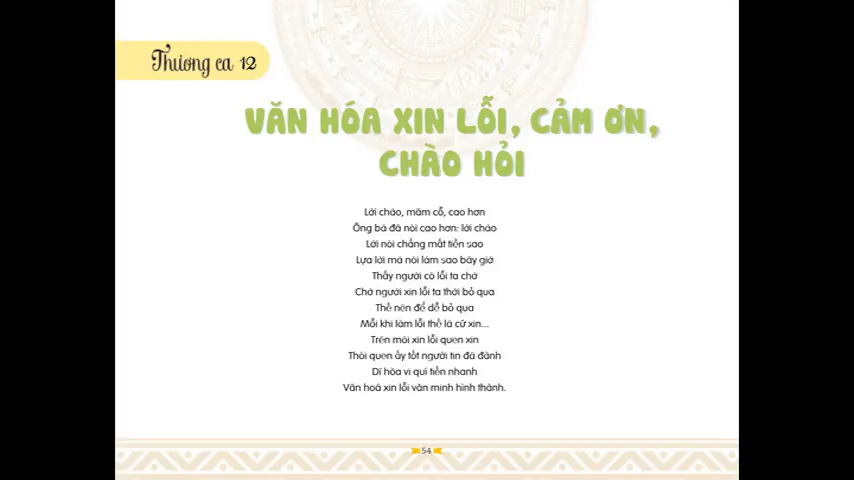 Thương ca 12
VĂN HÓA XIN LỖI, CẢM ƠN,
CHÀO HỎI
Lời chào, mâm cỗ, cao hơn
Ông bà đã nói cao hơn: lời chào
Lời nói chẳng mất tiền sao
Lựa lời mà nói làm sao bây giờ
Thấy người có lỗi ta chờ
Chờ người xin lỗi ta thời bỏ qua
Thế nên để dễ bỏ qua
Mỗi khi làm lỗi thế là cứ xin...
Trên môi xin lỗi quen xin
Thói quen ấy tốt người tin đã đành
Dĩ hòa vi quí tiến nhanh
Văn hoá xin lỗi văn minh hình thành.
54